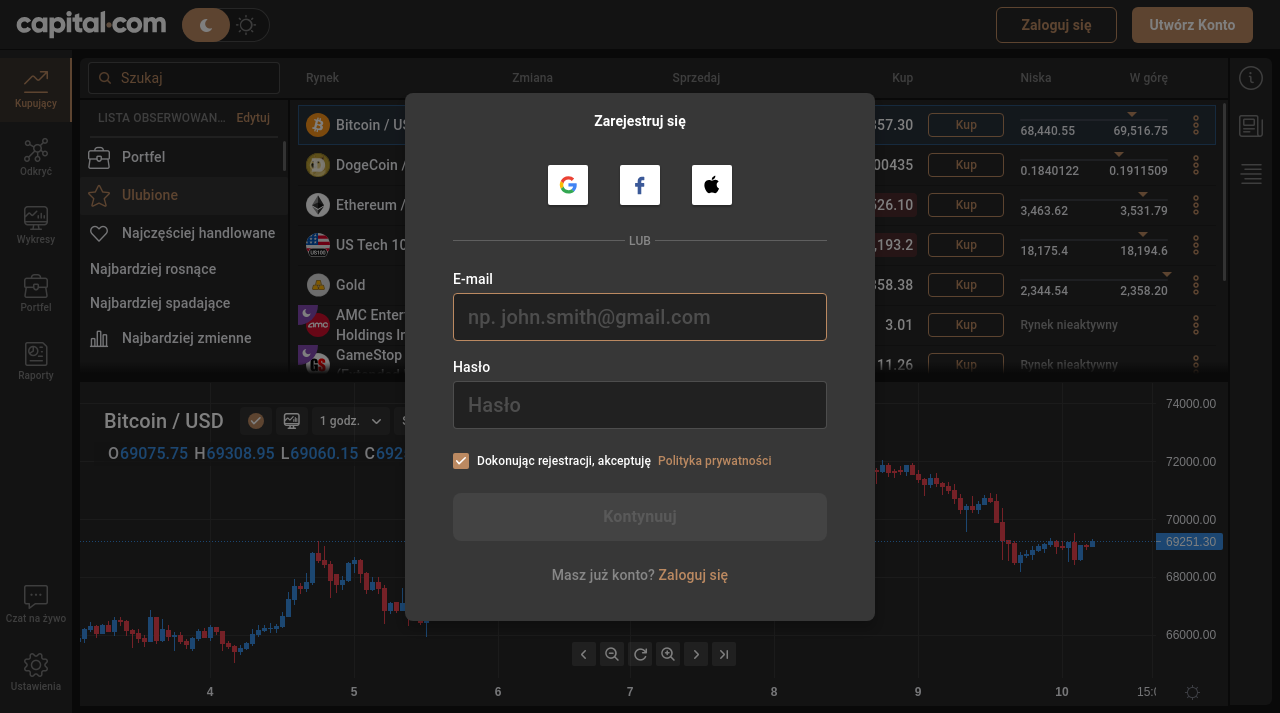 capital.com
Zaloguj się
Utwórz Konto
Szukaj
Rynek
Zmiana
Sprzedaj
Kup
Niska
W górę
Kupujący
Odkryć
Wykresy
Portfel
Raporty
Czat na żywo
Ustawienia
LISTA OBSERWOWAN...
Edytuj
Portfel
Ulubione
Najczęściej handlowane
Najbardziej rosnące
Najbardziej spadające
Najbardziej zmienne
Bitcoin / US
357.30
Kup
68,440.55
69,516.75
DogeCoin /
00435
Kup
0.1840122
0.1911509
Ethereum /
526.10
Kup
3,463.62
3,531.79
US Tech 10
,193.2
Kup
18,175.4
18,194.6
Gold
358.38
Kup
2,344.54
2,358.20
AMC Enter
Holdings In
3.01
Kup
Rynek nieaktywny
GameStop
11.26
Kup
Rynek nieaktywny
Zarejestruj się
LUB
E-mail
np. john.smith@gmail.com
Hasło
Hasło
Dokonując rejestracji, akceptuję Polityka prywatności
Kontynuuj
Masz już konto? Zaloguj się
Bitcoin / USD
1 godz.
O69075.75 H69308.95 L69060.15 C692
74000.00
72000.00
70000.00
69251.30
68000.00
66000.00
4
5
6
7
8
9
10
15:0